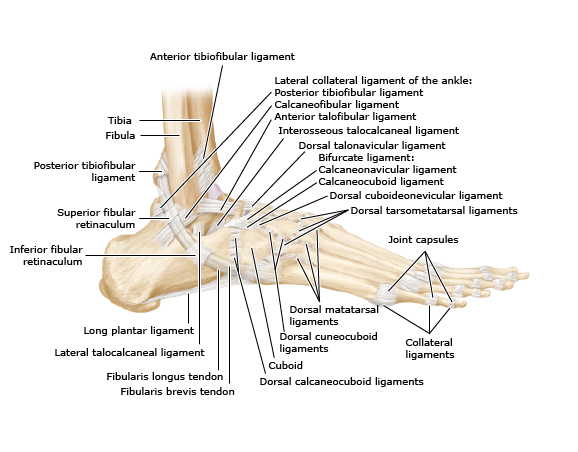 Anterior tibiofibular ligament
Lateral collateral ligament of the ankle:
Posterior tibiofibular ligament
Calcaneofibular ligament
Anterior talofibular ligament
Interosseous talocalcaneal ligament
Dorsal talonavicular ligament
Bifurcate ligament:
Calcaneonavicular ligament
Calcaneocuboid ligament
Dorsal cuboideonevicular ligament
Dorsal tarsometatarsal ligaments
Joint capsules
Tibia
Fibula
Posterior tibiofibular
ligament
Superior fibular
retinaculum
Inferior fibular
retinaculum
Long plantar ligament
Lateral talocalcaneal ligament
Fibularis longus tendon
Fibularis brevis tendon
Dorsal matatarsal
ligaments
Dorsal cuneocuboid
ligaments
Cuboid
Dorsal calcaneocuboid ligaments
Collateral
ligaments